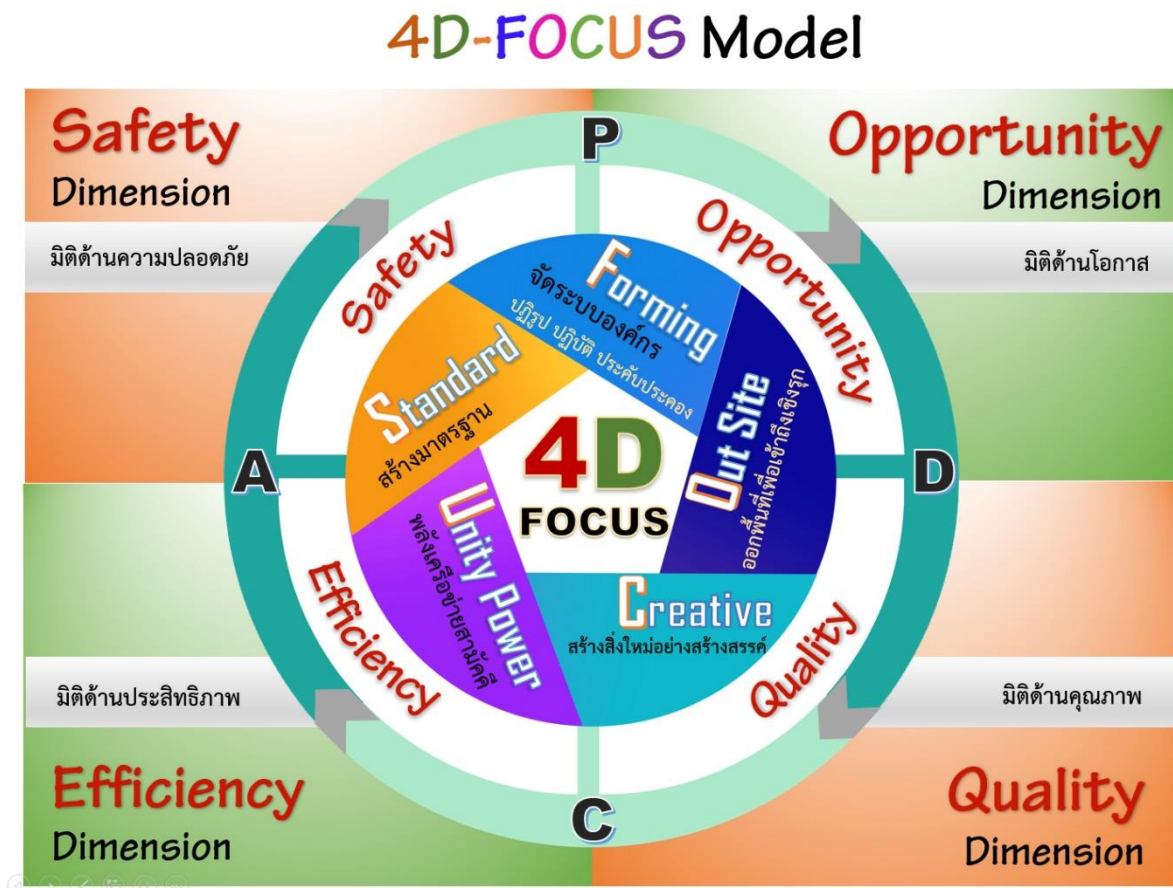 4D-FOCUS Model
Safety
Dimension
มิติด้านความปลอดภัย
Opportunity
Dimension
มิติด้านโอกาส
P
Safety
Opportunity
Forming
จัดระบบองค์กร
ปฏิรูป ปฏิบัติ ประคับประคอง
Standard
สร้างมาตรฐาน
Out Site
ออกพื้นที่เพื่อเข้าถึงเชิงรุก
4D
FOCUS
A
D
Unity Power
พลังเครือข่ายสามัคคี
Creative
สร้างสิ่งใหม่อย่างสร้างสรรค์
Efficiency
Quality
C
มิติด้านประสิทธิภาพ
Efficiency
Dimension
มิติด้านคุณภาพ
Quality
Dimension